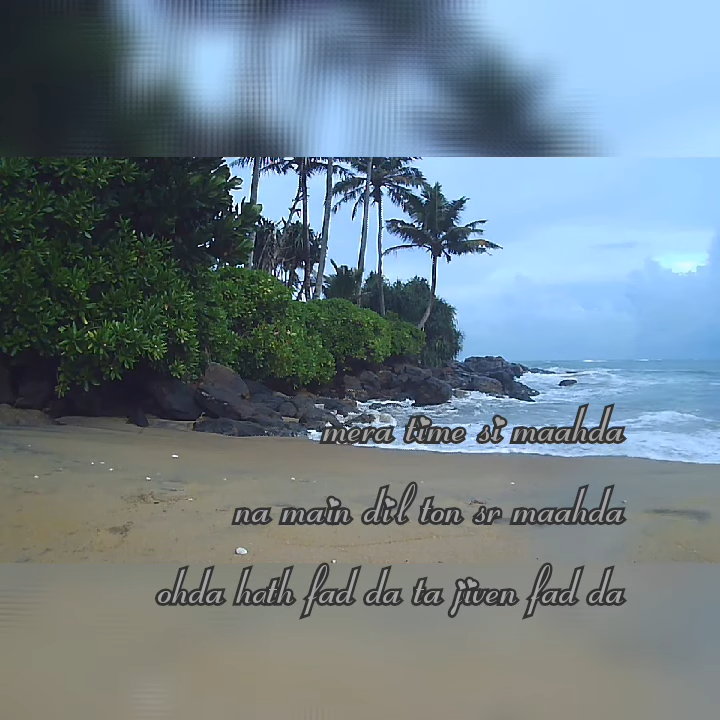 mera time si maahda
na main dil ton sr maahda
ohda hath fad da ta jiven fad da